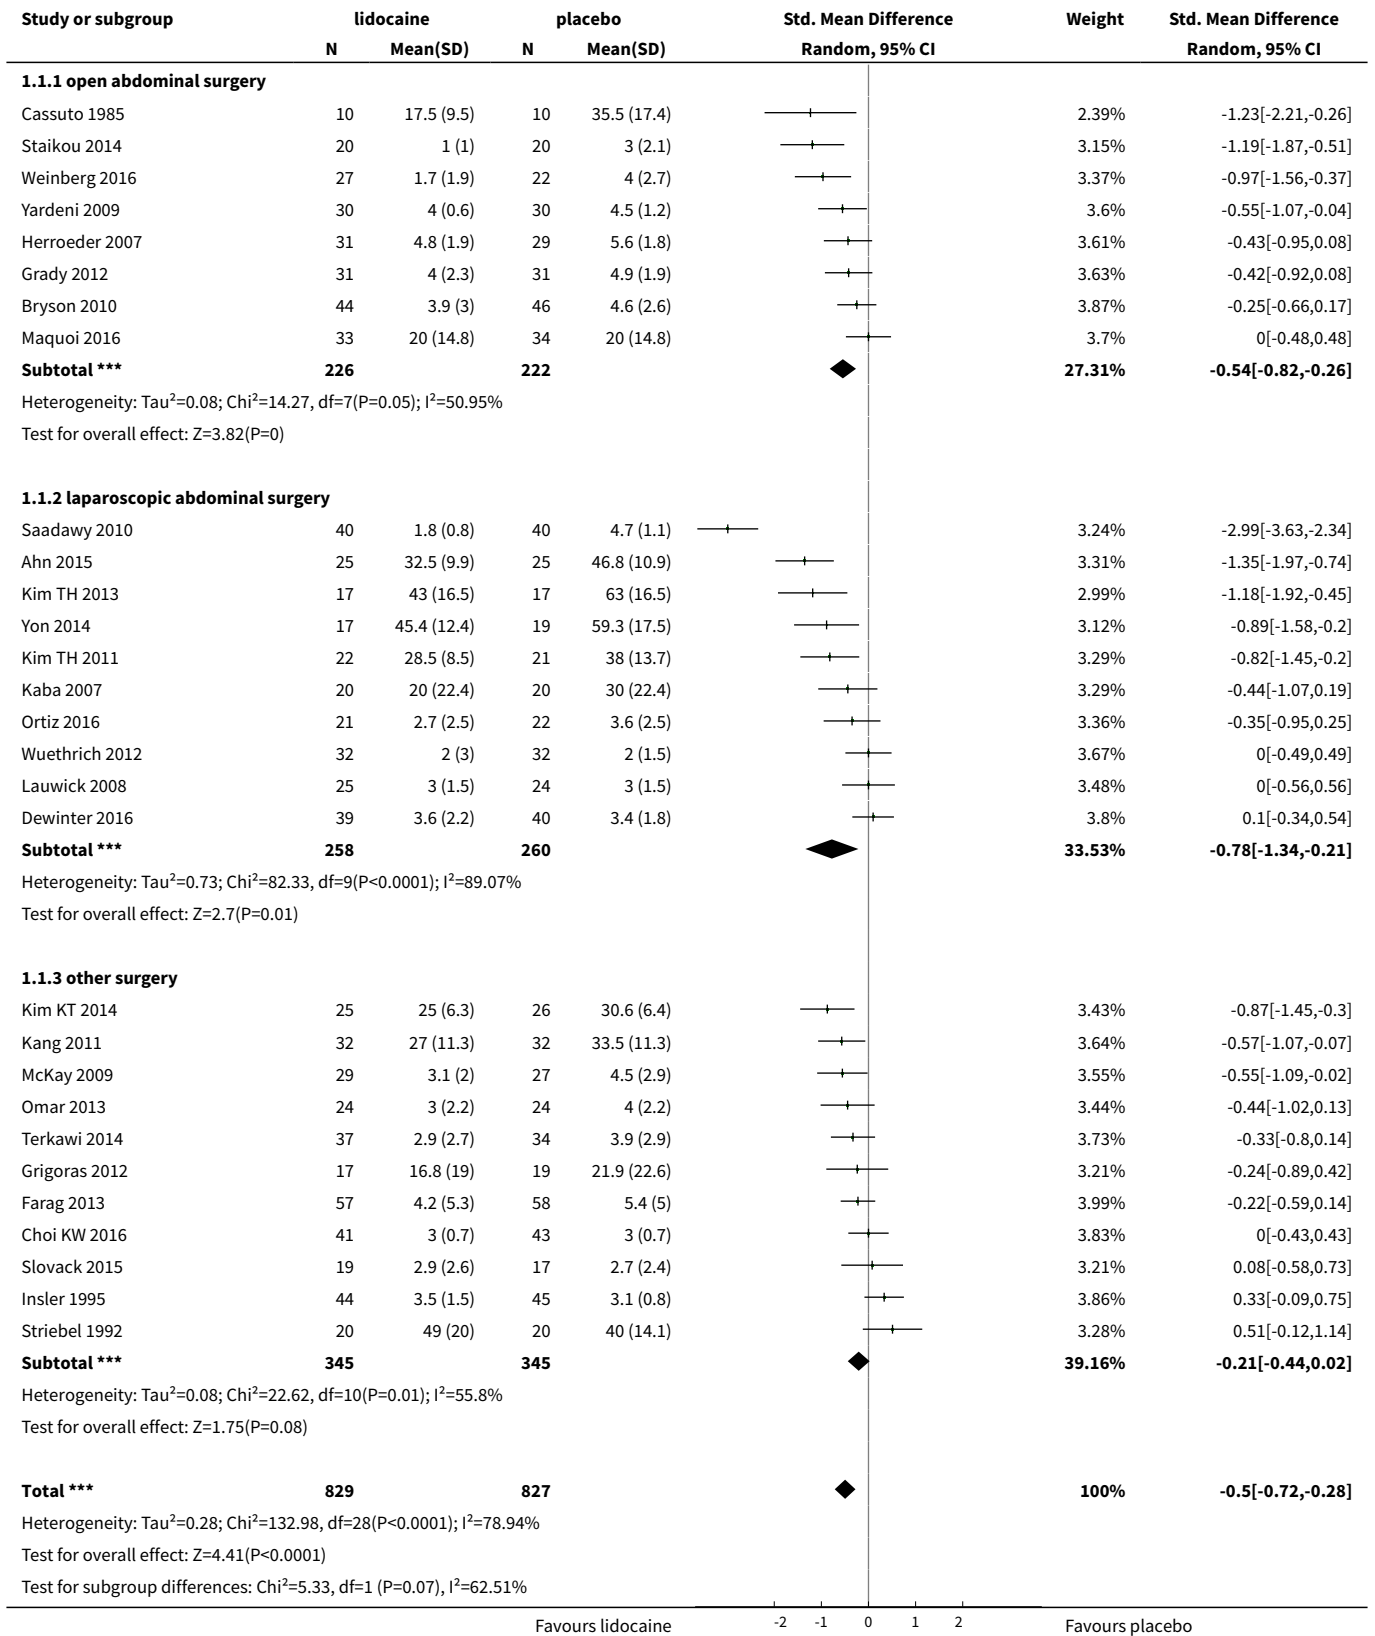 Study or subgroup lidocaine placebo Std. Mean Difference Weight Std. Mean Difference
N Mean(SD) N Mean(SD) Random, 95% CI Random, 95% CI
1.1.1 open abdominal surgery
Cassuto 1985 10 17.5 (9.5) 10 35.5 (17.4) 2.39% -1.23[-2.21,-0.26]
Staikou 2014 20 1 (1) 20 3 (2.1) 3.15% -1.19[-1.87,-0.51]
Weinberg 2016 27 1.7 (1.9) 22 4 (2.7) 3.37% -0.97[-1.56,-0.37]
Yardeni 2009 30 4 (0.6) 30 4.5 (1.2) 3.6% -0.55[-1.07,-0.04]
Herroeder 2007 31 4.8 (1.9) 29 5.6 (1.8) 3.61% -0.43[-0.95,0.08]
Grady 2012 31 4 (2.3) 31 4.9 (1.9) 3.63% -0.42[-0.92,0.08]
Bryson 2010 44 3.9 (3) 46 4.6 (2.6) 3.87% -0.25[-0.66,0.17]
Maquoi 2016 33 20 (14.8) 34 20 (14.8) 3.7% 0[-0.48,0.48]
Subtotal *** 226 222 27.31% -0.54[-0.82,-0.26]
Heterogeneity: Tau²=0.08; Chi²=14.27, df=7(P=0.05); I²=50.95%
Test for overall effect: Z=3.82(P=0)
1.1.2 laparoscopic abdominal surgery
Saadawy 2010 40 1.8 (0.8) 40 4.7 (1.1) 3.24% -2.99[-3.63,-2.34]
Ahn 2015 25 32.5 (9.9) 25 46.8 (10.9) 3.31% -1.35[-1.97,-0.74]
Kim TH 2013 17 43 (16.5) 17 63 (16.5) 2.99% -1.18[-1.92,-0.45]
Yon 2014 17 45.4 (12.4) 19 59.3 (17.5) 3.12% -0.89[-1.58,-0.2]
Kim TH 2011 22 28.5 (8.5) 21 38 (13.7) 3.29% -0.82[-1.45,-0.2]
Kaba 2007 20 20 (22.4) 20 30 (22.4) 3.29% -0.44[-1.07,0.19]
Ortiz 2016 21 2.7 (2.5) 22 3.6 (2.5) 3.36% -0.35[-0.95,0.25]
Wuethrich 2012 32 2 (3) 32 2 (1.5) 3.67% 0[-0.49,0.49]
Lauwick 2008 25 3 (1.5) 24 3 (1.5) 3.48% 0[-0.56,0.56]
Dewinter 2016 39 3.6 (2.2) 40 3.4 (1.8) 3.8% 0.1[-0.34,0.54]
Subtotal *** 258 260 33.53% -0.78[-1.34,-0.21]
Heterogeneity: Tau²=0.73; Chi²=82.33, df=9(P<0.0001); I²=89.07%
Test for overall effect: Z=2.7(P=0.01)
1.1.3 other surgery
Kim KT 2014 25 25 (6.3) 26 30.6 (6.4) 3.43% -0.87[-1.45,-0.3]
Kang 2011 32 27 (11.3) 32 33.5 (11.3) 3.64% -0.57[-1.07,-0.07]
McKay 2009 29 3.1 (2) 27 4.5 (2.9) 3.55% -0.55[-1.09,-0.02]
Omar 2013 24 3 (2.2) 24 4 (2.2) 3.44% -0.44[-1.02,0.13]
Terkawi 2014 37 2.9 (2.7) 34 3.9 (2.9) 3.73% -0.33[-0.8,0.14]
Grigoras 2012 17 16.8 (19) 19 21.9 (22.6) 3.21% -0.24[-0.89,0.42]
Farag 2013 57 4.2 (5.3) 58 5.4 (5) 3.99% -0.22[-0.59,0.14]
Choi KW 2016 41 3 (0.7) 43 3 (0.7) 3.83% 0[-0.43,0.43]
Slovack 2015 19 2.9 (2.6) 17 2.7 (2.4) 3.21% 0.08[-0.58,0.73]
Insler 1995 44 3.5 (1.5) 45 3.1 (0.8) 3.86% 0.33[-0.09,0.75]
Striebel 1992 20 49 (20) 20 40 (14.1) 3.28% 0.51[-0.12,1.14]
Subtotal *** 345 345 39.16% -0.21[-0.44,0.02]
Heterogeneity: Tau²=0.08; Chi²=22.62, df=10(P=0.01); I²=55.8%
Test for overall effect: Z=1.75(P=0.08)
Total *** 829 827 100% -0.5[-0.72,-0.28]
Heterogeneity: Tau²=0.28; Chi²=132.98, df=28(P<0.0001); I²=78.94%
Test for overall effect: Z=4.41(P<0.0001)
Test for subgroup differences: Chi²=5.33, df=1 (P=0.07), I²=62.51%
Favours lidocaine -2 -1 0 1 2 Favours placebo